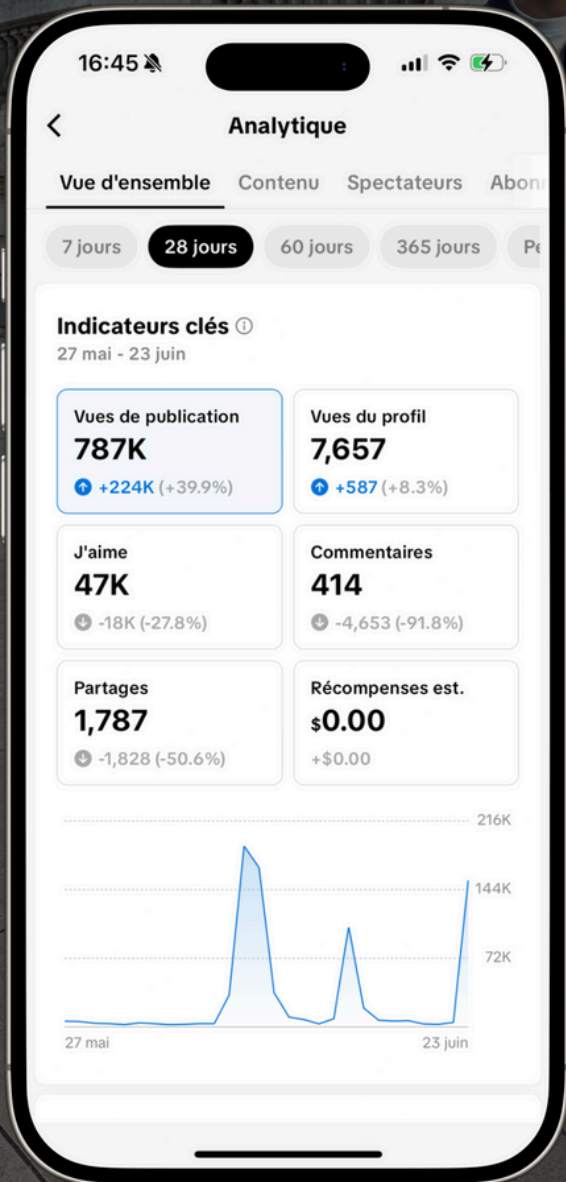 16:45
Analytique
Vue d'ensemble Contenu Spectateurs Abon
7 jours 28 jours 60 jours 365 jours Pe
Indicateurs clés
27 mai - 23 juin
Vues de publication
787K
+224K (+39.9%)
Vues du profil
7,657
+587 (+8.3%)
J'aime
47K
-18K (-27.8%)
Commentaires
414
-4,653 (-91.8%)
Partages
1,787
-1,828 (-50.6%)
Récompenses est.
$0.00
+$0.00
216K
144K
72K
27 mai 23 juin